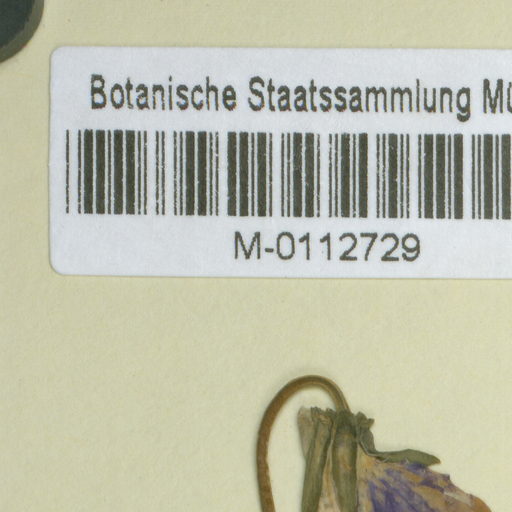 Botanische Staatssammlung Mü
M-0112729